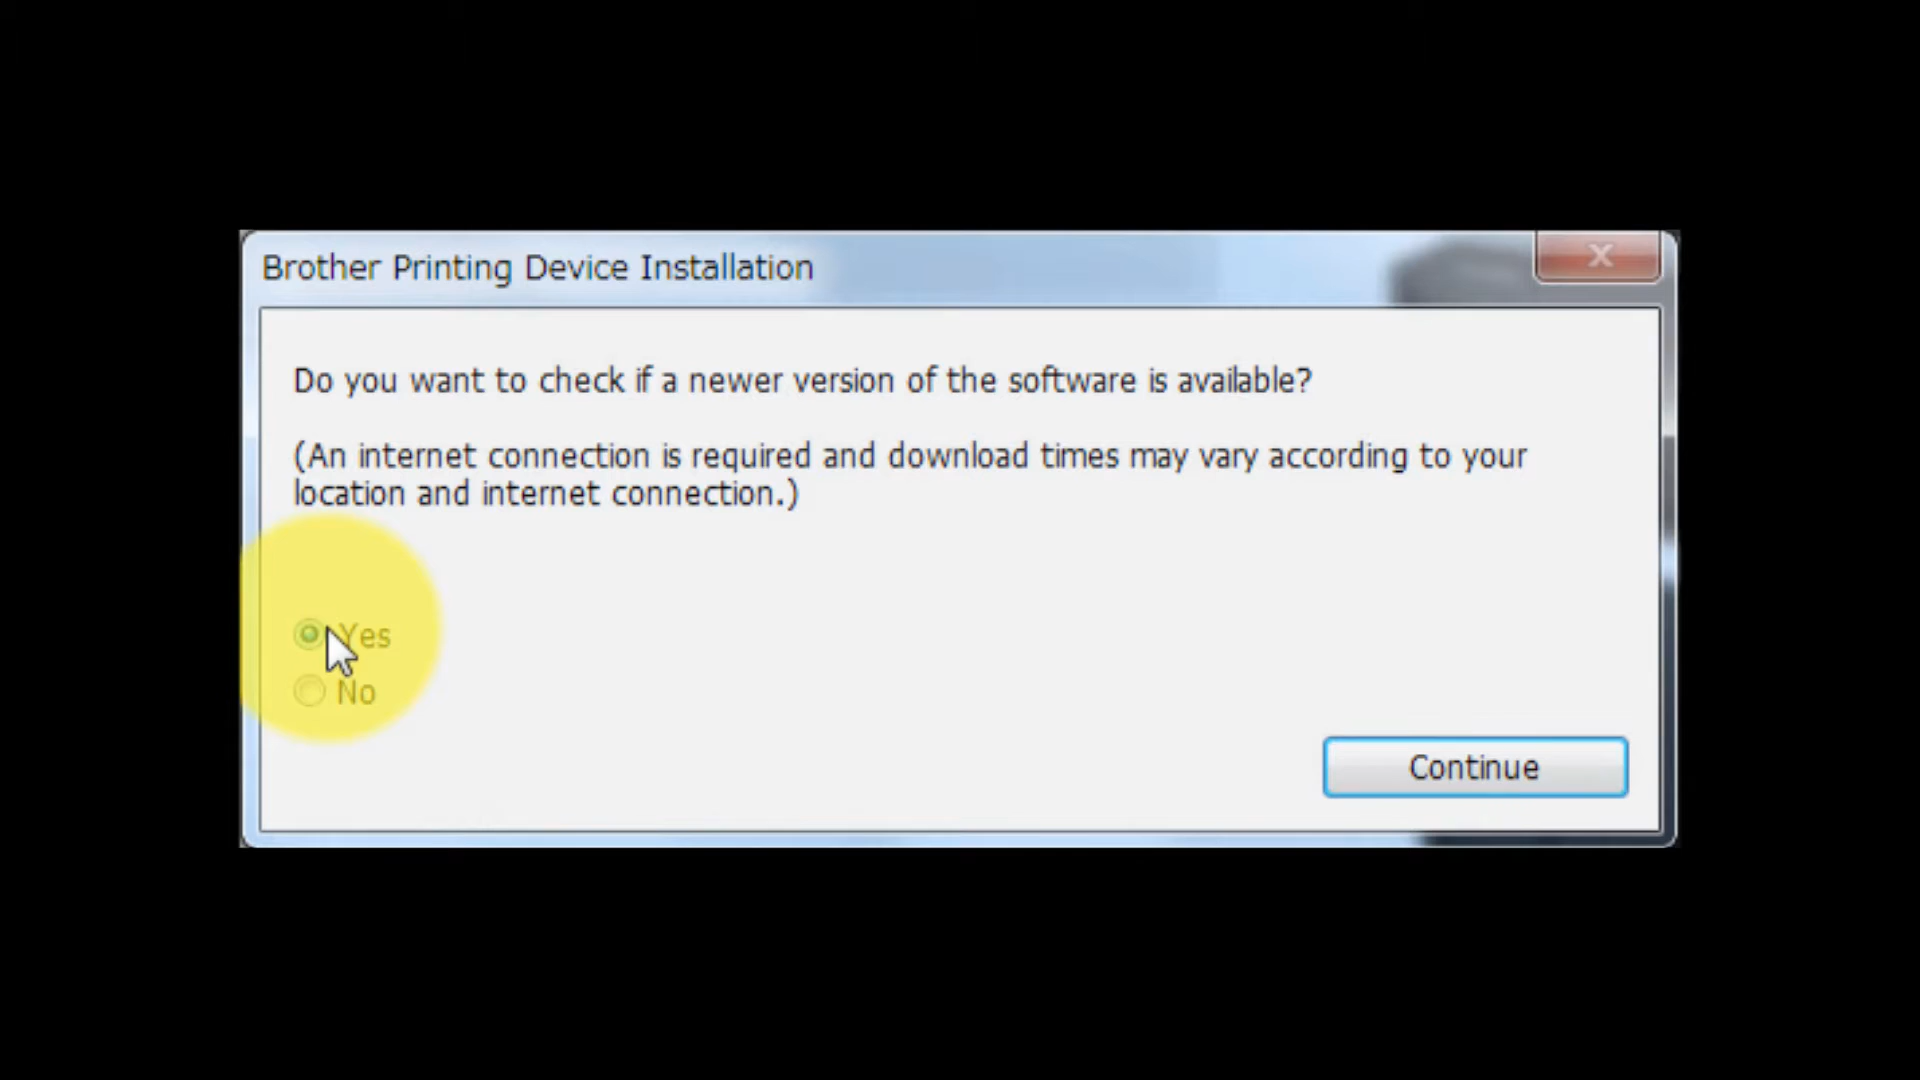 Brother Printing Device Installation
Do you want to check if a newer version of the software is available?
(An internet connection is required and download times may vary according to your
location and internet connection.)
Yes
No
Continue